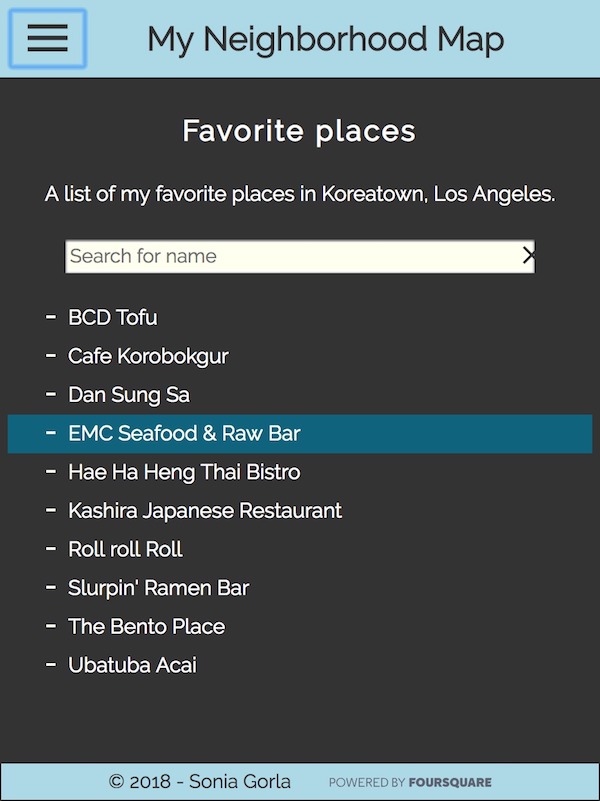 My Neighborhood Map
Favorite places
A list of my favorite places in Koreatown, Los Angeles.
Search for name
- BCD Tofu
- Cafe Korobokgur
- Dan Sung Sa
- EMC Seafood & Raw Bar
- Hae Ha Heng Thai Bistro
- Kashira Japanese Restaurant
- Roll roll Roll
- Slurpin' Ramen Bar
- The Bento Place
- Ubatuba Acai
© 2018 - Sonia Gorla POWERED BY FOURSQUARE